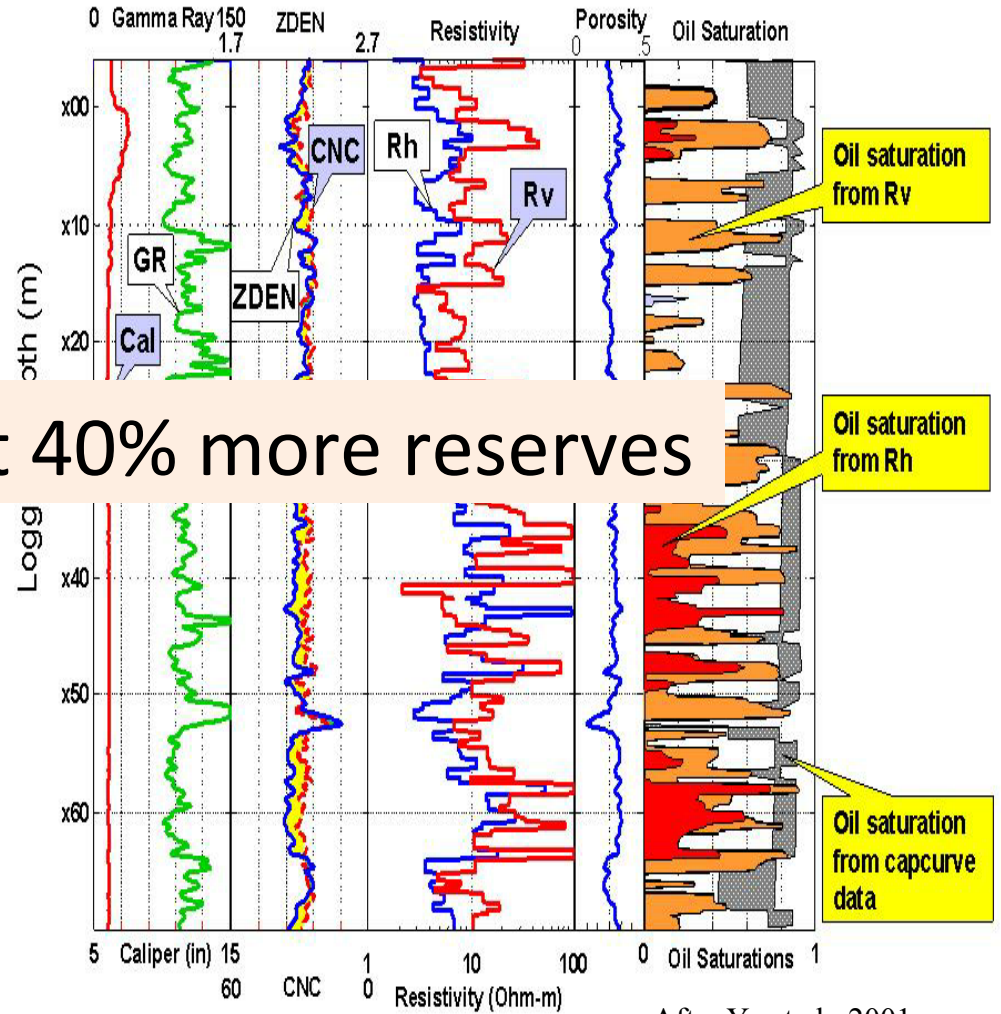 0 Gamma Ray 150
1.7 ZDEN 2.7
Resistivity
Porosity
0 .5
Oil Saturation
x00
CNC
Rh
Oil saturation
from Rv
Rv
x10
GR
ZDEN
Cal
x20
40% more reserves
Oil saturation
from Rh
(m)
x40
x50
x60
Oil saturation
from capcurve
data
5 Caliper (in) 15
60 CNC 0
1 10 100
Resistivity (Ohm-m)
0 Oil Saturations 1